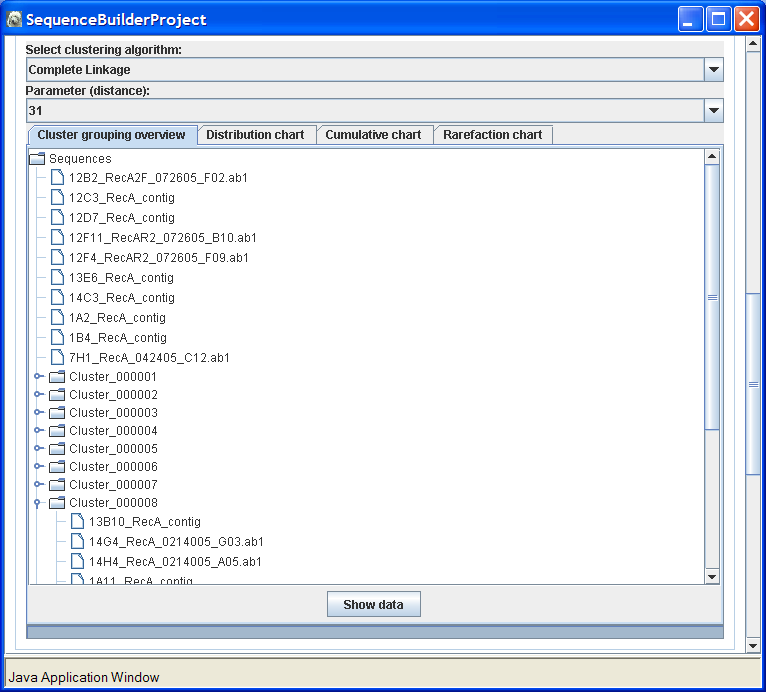 SequenceBuilderProject
Select clustering algorithm:
Complete Linkage
Parameter (distance):
31
Cluster grouping overview Distribution chart Cumulative chart Rarefaction chart
Sequences
12B2_RecA2F_072605_F02.ab1
12C3_RecA_contig
12D7_RecA_contig
12F11_RecAR2_072605_B10.ab1
12F4_RecAR2_072605_F09.ab1
13E6_RecA_contig
14C3_RecA_contig
1A2_RecA_contig
1B4_RecA_contig
7H1_RecA_042405_C12.ab1
Cluster_000001
Cluster_000002
Cluster_000003
Cluster_000004
Cluster_000005
Cluster_000006
Cluster_000007
Cluster_000008
13B10_RecA_contig
14G4_RecA_0214005_G03.ab1
14H4_RecA_0214005_A05.ab1
1A11_RecA_contig
Show data
Java Application Window